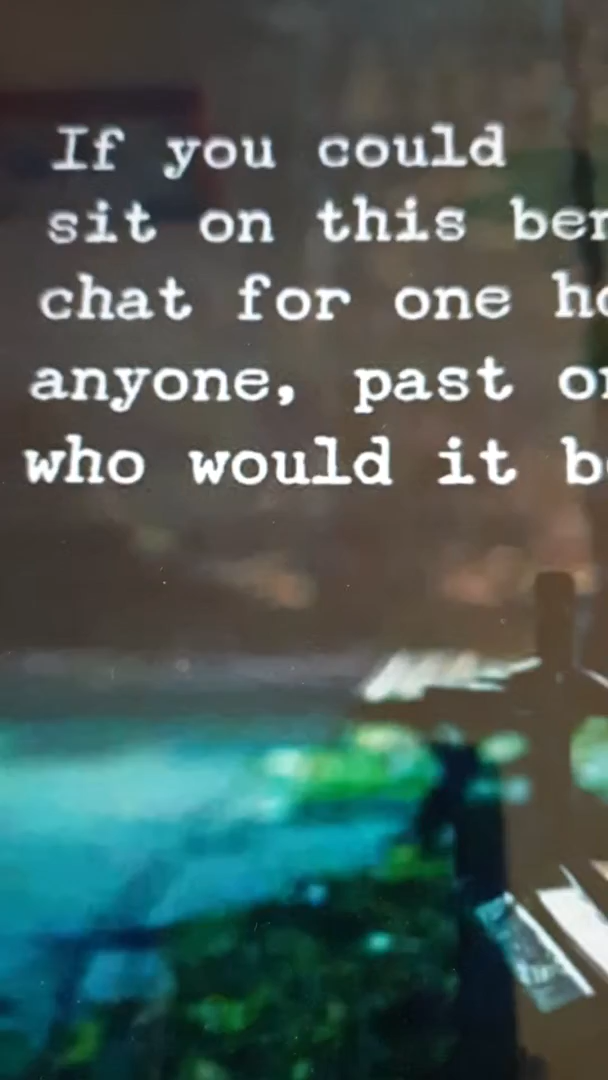 If you could
sit on this
chat for one
anyone, past
who would it